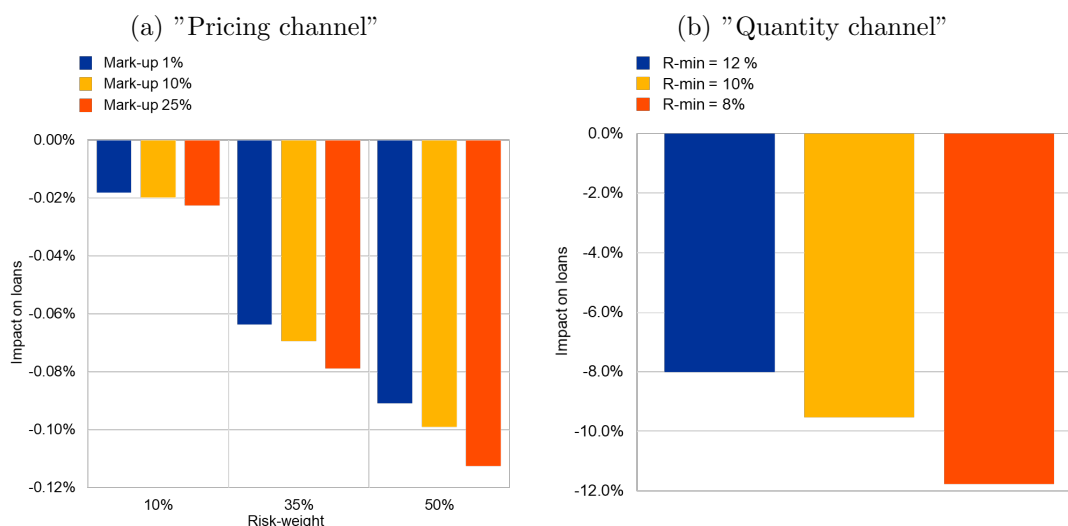 (a) ”Pricing channel”
Mark-up 1%
Mark-up 10%
Mark-up 25%
Impact on loans
0.00%
-0.02%
-0.04%
-0.06%
-0.08%
-0.10%
-0.12%
10%
35%
50%
Risk-weight
(b) ”Quantity channel”
R-min = 12 %
R-min = 10%
R-min = 8%
Impact on loans
0.0%
-2.0%
-4.0%
-6.0%
-8.0%
-10.0%
-12.0%